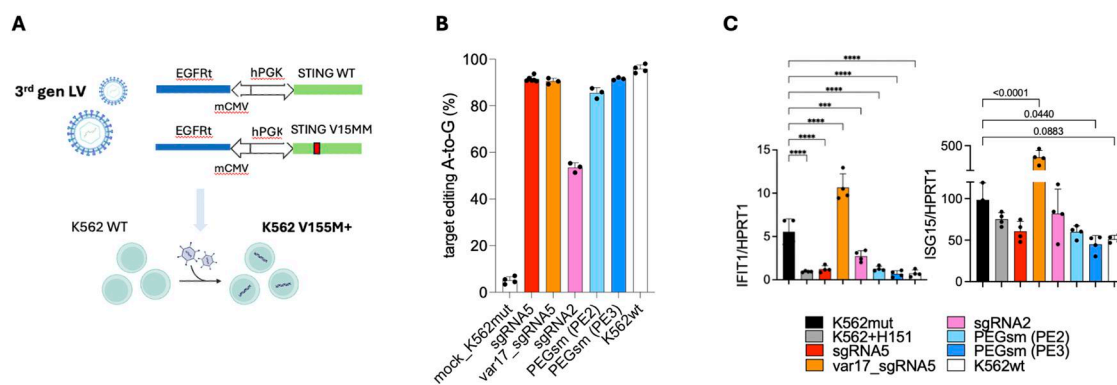 A
3rd gen LV
EGFRt
hPGK
STING WT
mCMV
EGFRt
hPGK
STING V15MM
mCMV
K562 WT
K562 V155M+
B
target editing A-to-G (%)
100
80
60
40
20
0
mock_K562mut
sgRNA5
var17_sgRNA5
sgRNA2
PEGsm (PE2)
PEGsm (PE3)
K562wt
C
****
****
****
***
****
****
****
IFIT1/HPRT1
15
10
5
0
<0.0001
0.0440
0.0883
ISG15/HPRT1
500
100
50
0
K562mut
K562+H151
sgRNA5
var17_sgRNA5
sgRNA2
PEGsm (PE2)
PEGsm (PE3)
K562wt